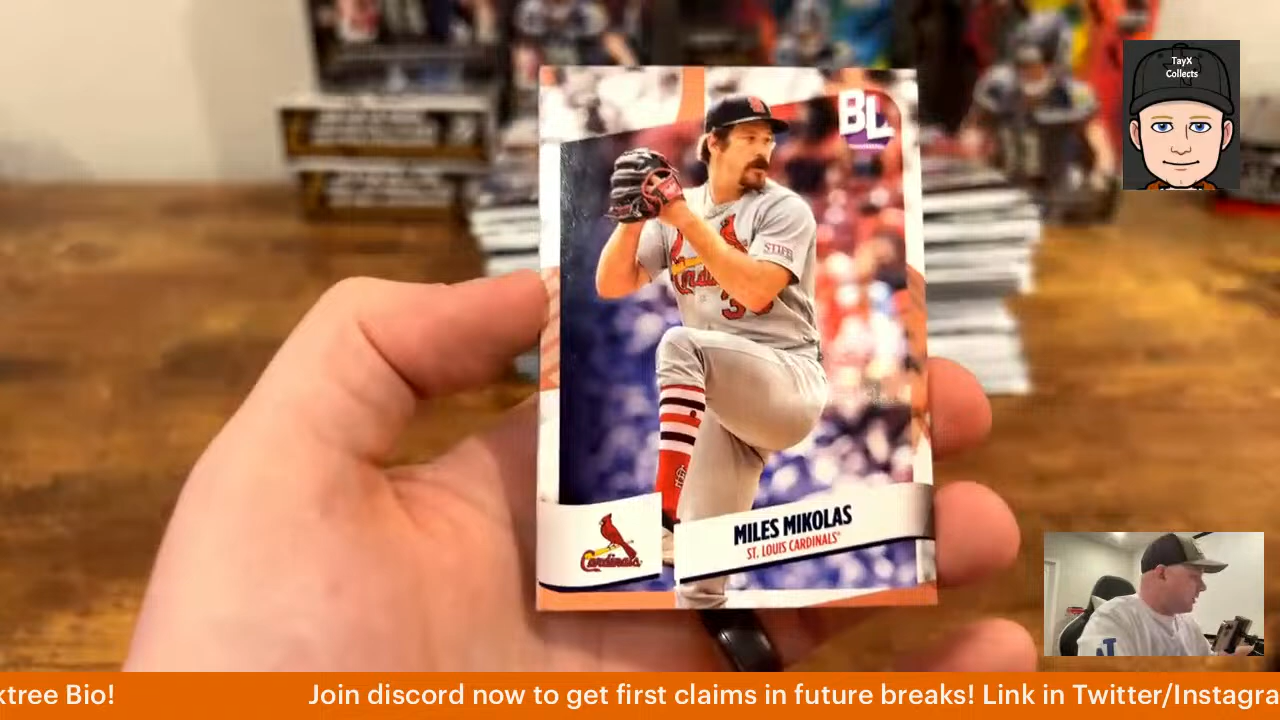 TayX
Collects
BL
STIFEL
Cardinals
MILES MIKOLAS
ST. LOUIS CARDINALS
Cardinals
ktree Bio!
Join discord now to get first claims in future breaks! Link in Twitter/Instagra